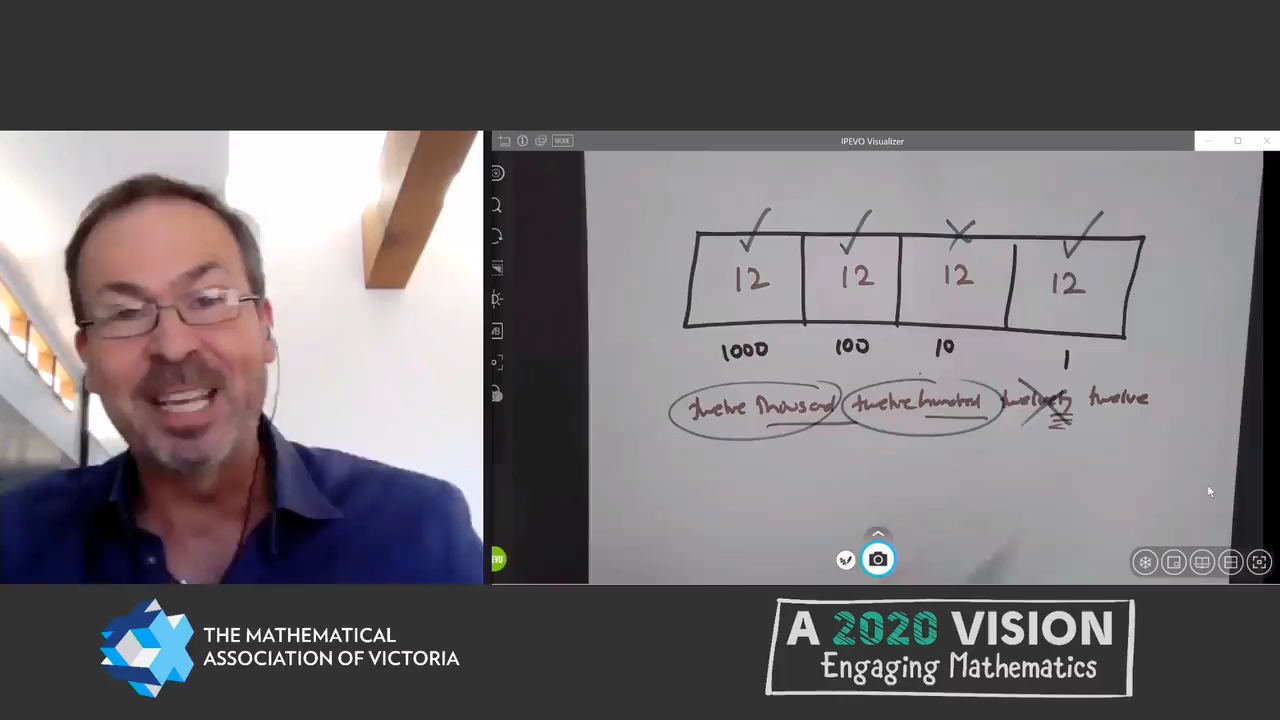 MODE
IPEVO Visualizer
12 12 12 12
1000 100 10 1
twelve thousand twelve hundred twelvety twelve
THE MATHEMATICAL
ASSOCIATION OF VICTORIA
A 2020 VISION
Engaging Mathematics